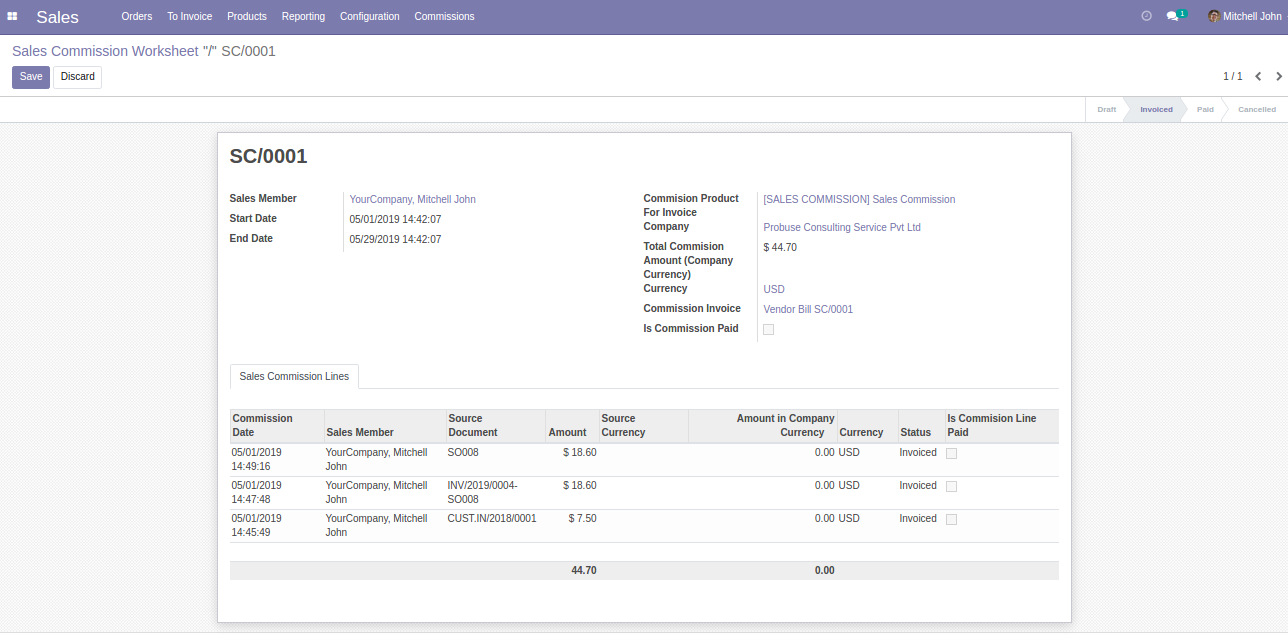 Sales Orders To Invoice Products Reporting Configuration Commissions 1 Mitchell John
Sales Commission Worksheet "/" SC/0001
Save Discard 1 / 1
Draft Invoiced Paid Cancelled
SC/0001
Sales Member YourCompany, Mitchell John
Start Date 05/01/2019 14:42:07
End Date 05/29/2019 14:42:07
Commision Product [SALES COMMISSION] Sales Commission
For Invoice
Company Probuse Consulting Service Pvt Ltd
Total Commision $ 44.70
Amount (Company
Currency)
Currency USD
Commission Invoice Vendor Bill SC/0001
Is Commission Paid
Sales Commission Lines
Commission Source Source Amount in Company Is Commision Line
Date Sales Member Document Amount Currency Currency Currency Status Paid
05/01/2019 YourCompany, Mitchell SO008 $ 18.60 0.00 USD Invoiced
14:49:16 John
05/01/2019 YourCompany, Mitchell INV/2019/0004- $ 18.60 0.00 USD Invoiced
14:47:48 John SO008
05/01/2019 YourCompany, Mitchell CUST.IN/2018/0001 $ 7.50 0.00 USD Invoiced
14:45:49 John
44.70 0.00